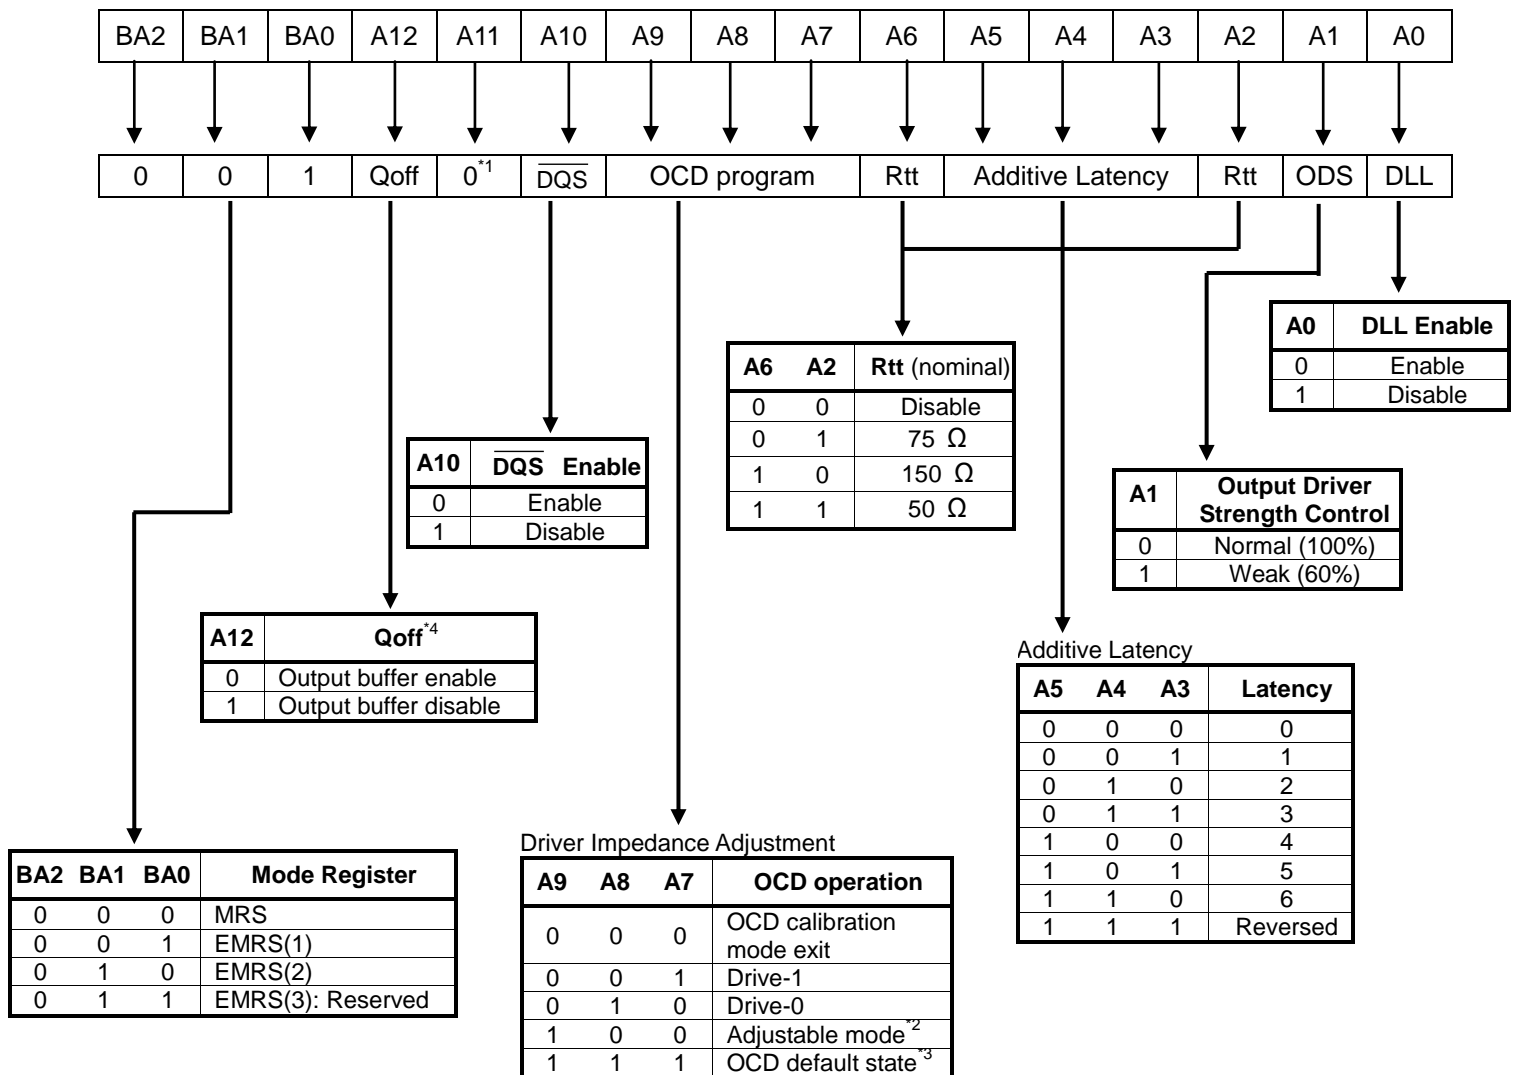 BA2 BA1 BA0 A12 A11 A10 A9 A8 A7 A6 A5 A4 A3 A2 A1 A0
0 0 1 Qoff 0*1 DQS OCD program Rtt Additive Latency Rtt ODS DLL
A0 DLL Enable
0 Enable
1 Disable
A6 A2 Rtt (nominal)
0 0 Disable
0 1 75 Ω
1 0 150 Ω
1 1 50 Ω
A10 DQS Enable
0 Enable
1 Disable
A1 Output Driver
Strength Control
0 Normal (100%)
1 Weak (60%)
A12 Qoff*4
0 Output buffer enable
1 Output buffer disable
Additive Latency
A5 A4 A3 Latency
0 0 0 0
0 0 1 1
0 1 0 2
0 1 1 3
1 0 0 4
1 0 1 5
1 1 0 6
1 1 1 Reversed
BA2 BA1 BA0 Mode Register
0 0 0 MRS
0 0 1 EMRS(1)
0 1 0 EMRS(2)
0 1 1 EMRS(3): Reserved
Driver Impedance Adjustment
A9 A8 A7 OCD operation
0 0 0 OCD calibration
mode exit
0 0 1 Drive-1
0 1 0 Drive-0
1 0 0 Adjustable mode*2
1 1 1 OCD default state*3